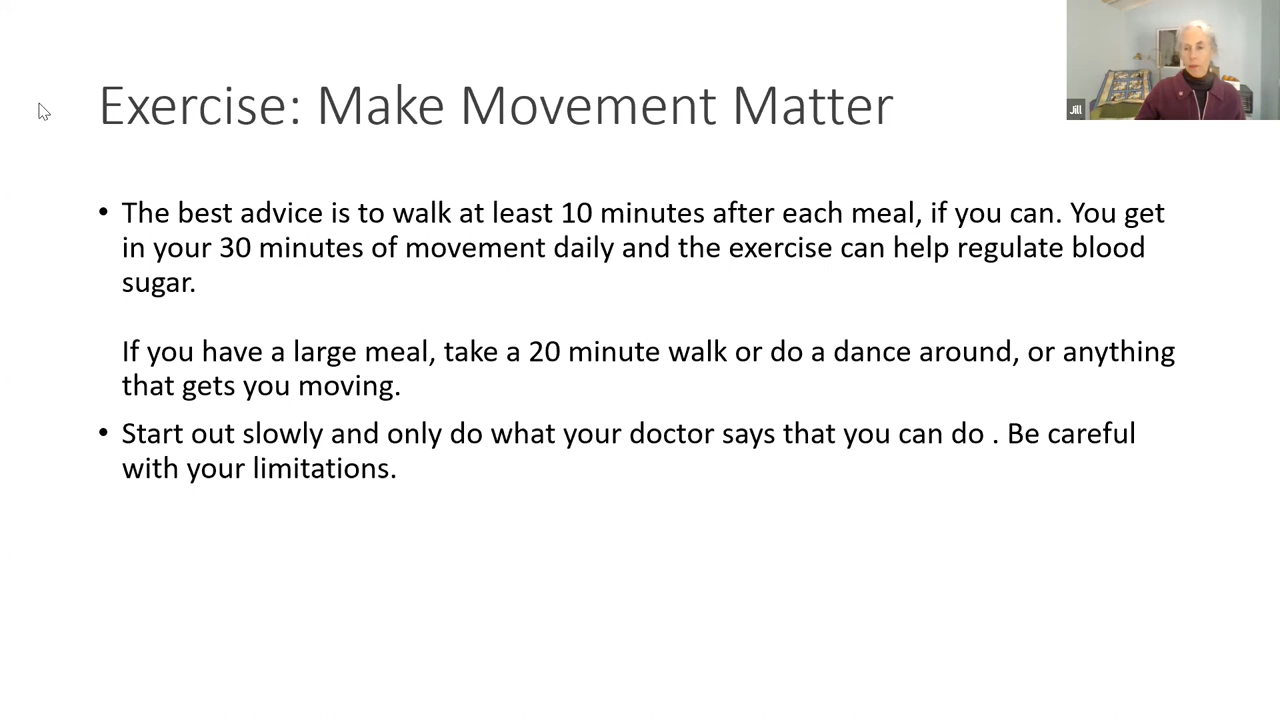 Exercise: Make Movement Matter
Jill
• The best advice is to walk at least 10 minutes after each meal, if you can. You get
in your 30 minutes of movement daily and the exercise can help regulate blood
sugar.
If you have a large meal, take a 20 minute walk or do a dance around, or anything
that gets you moving.
• Start out slowly and only do what your doctor says that you can do . Be careful
with your limitations.